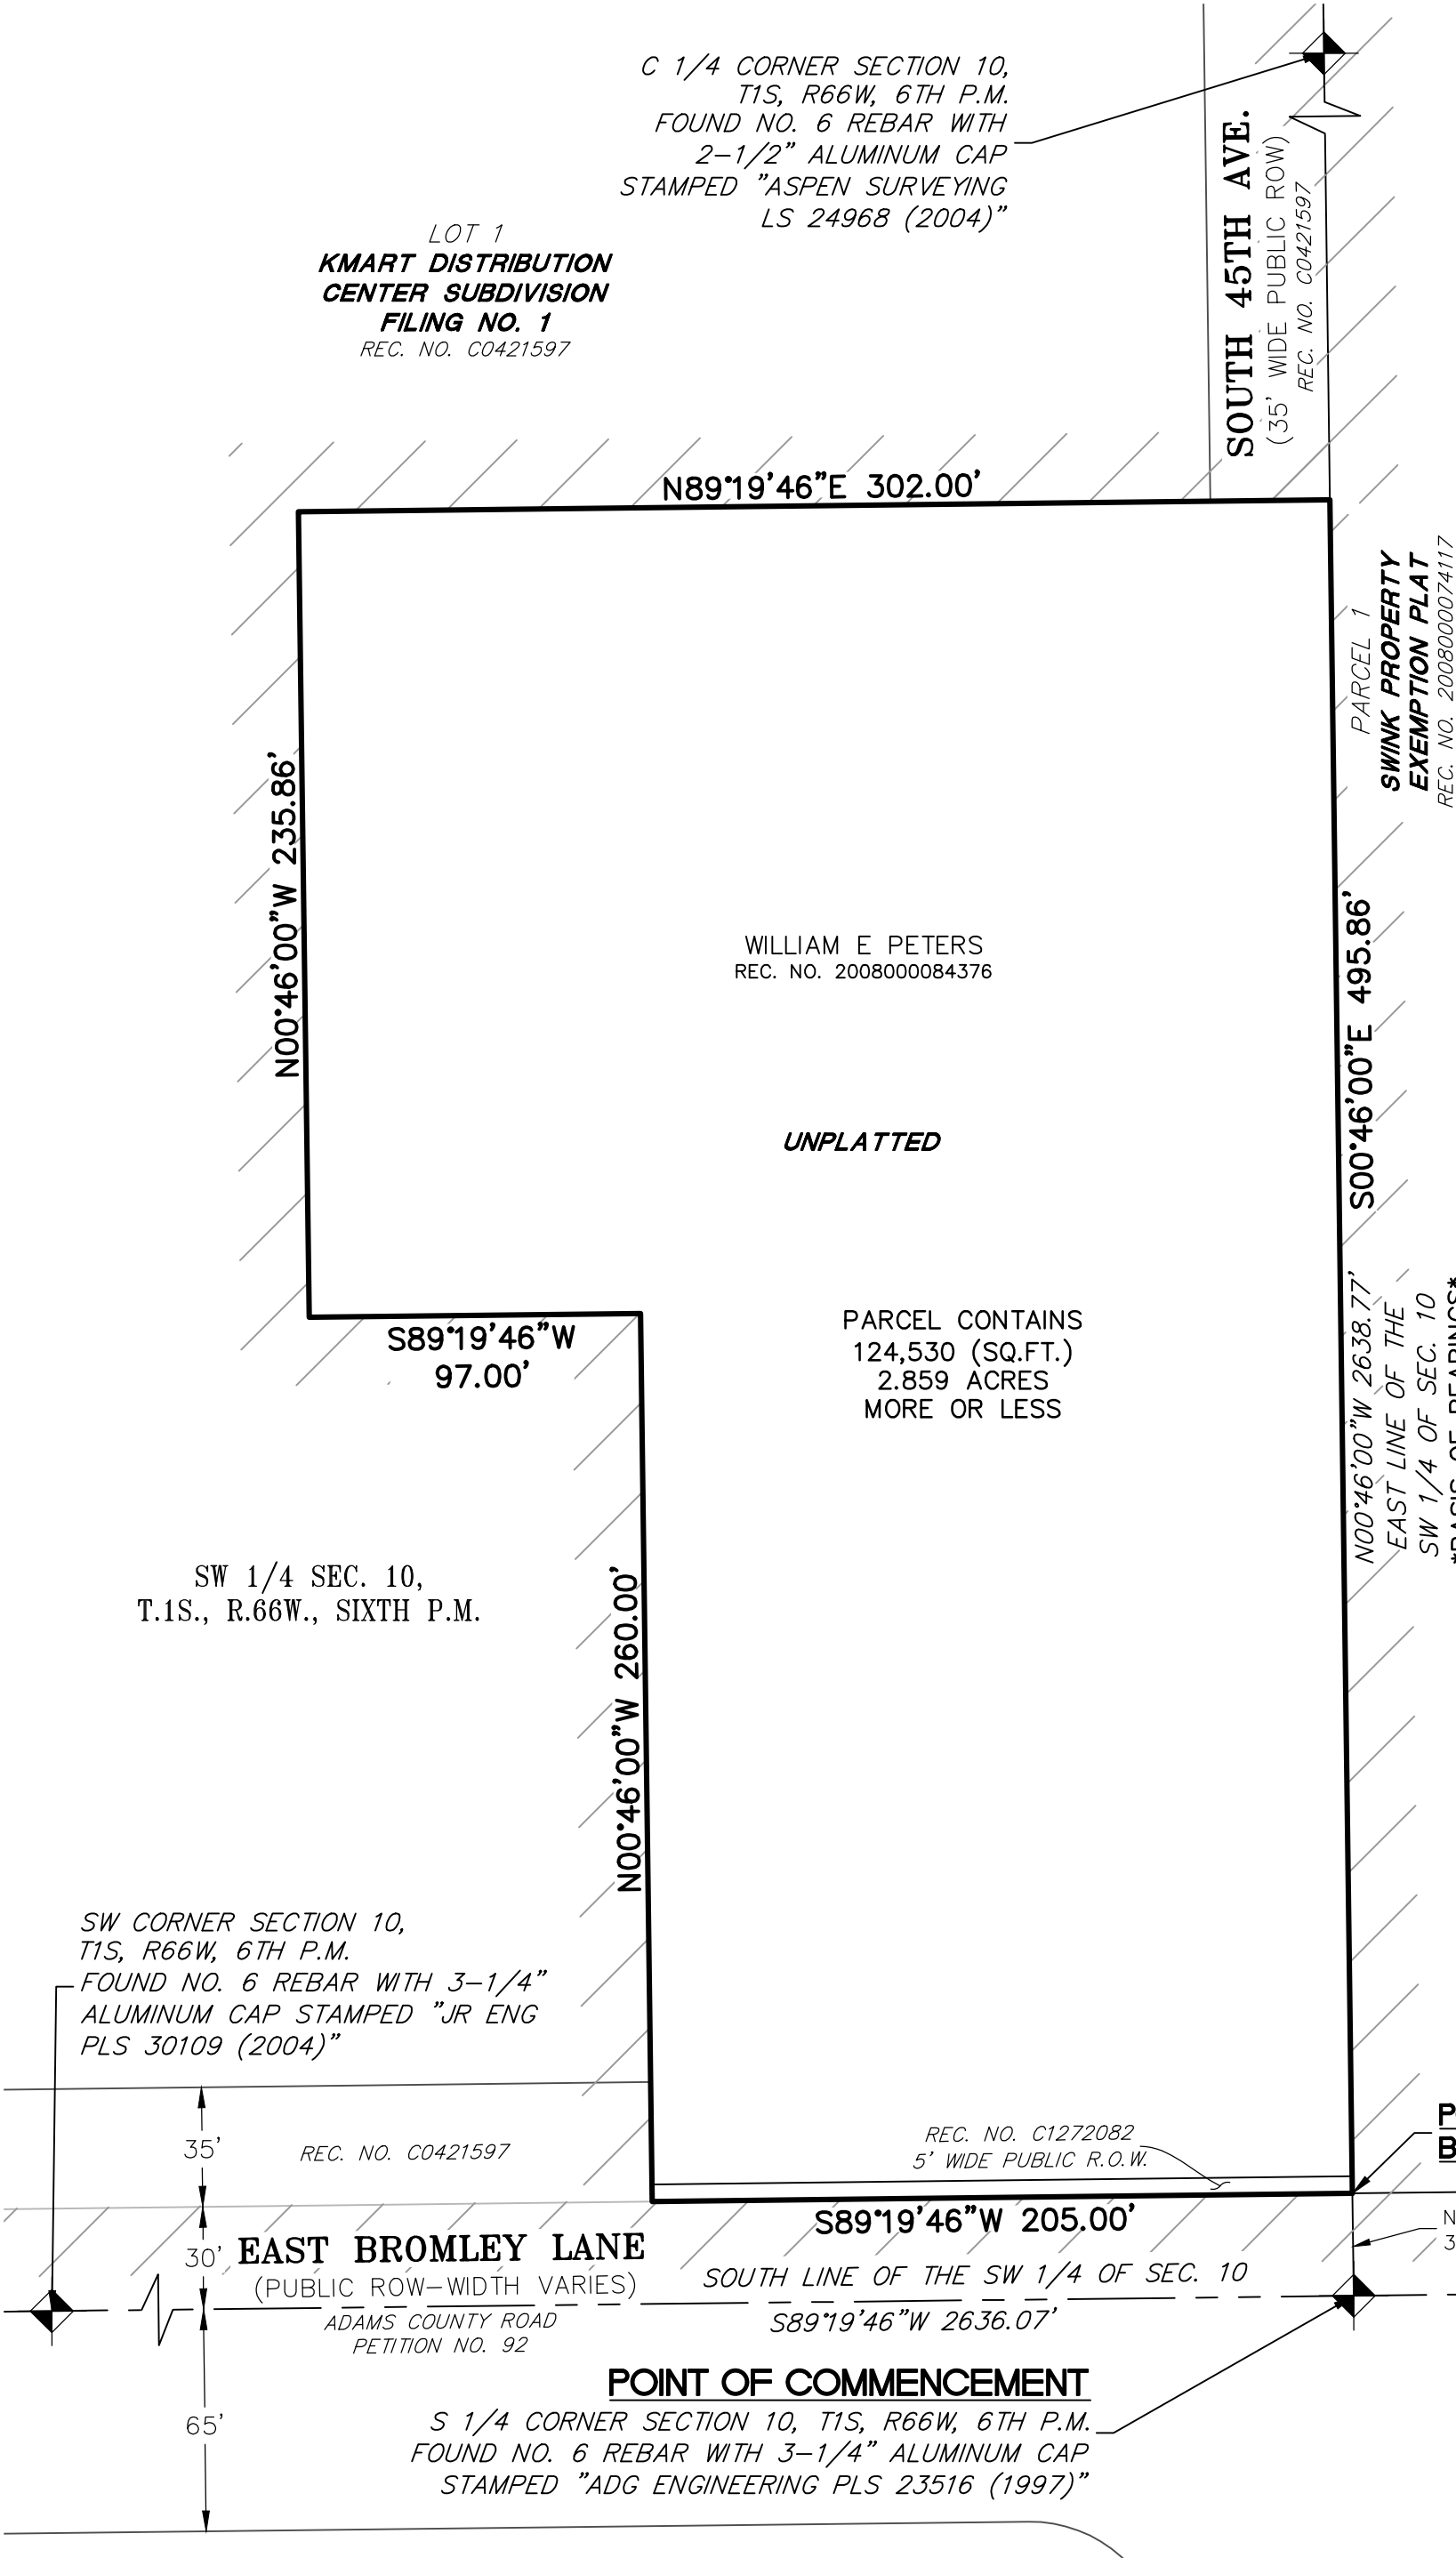 C 1/4 CORNER SECTION 10,
T1S, R66W, 6TH P.M.
FOUND NO. 6 REBAR WITH
2-1/2" ALUMINUM CAP
STAMPED "ASPEN SURVEYING
LS 24968 (2004)"
SOUTH 45TH AVE.
(35' WIDE PUBLIC ROW)
REC. NO. C0421597
LOT 1
KMART DISTRIBUTION
CENTER SUBDIVISION
FILING NO. 1
REC. NO. C0421597
N89°19'46"E 302.00'
PARCEL 1
SWINK PROPERTY
EXEMPTION PLAT
REC. NO. 2008000074117
N00°46'00"W 235.86'
WILLIAM E PETERS
REC. NO. 2008000084376
S00°46'00"E 495.86'
UNPLATTED
S89°19'46"W
97.00'
PARCEL CONTAINS
124,530 (SQ.FT.)
2.859 ACRES
MORE OR LESS
N00°46'00"W 2638.77'
EAST LINE OF THE
SW 1/4 OF SEC. 10
*BASIS OF BEARINGS*
SW 1/4 SEC. 10,
T.1S., R.66W., SIXTH P.M.
N00°46'00"W 260.00'
SW CORNER SECTION 10,
T1S, R66W, 6TH P.M.
FOUND NO. 6 REBAR WITH 3-1/4"
ALUMINUM CAP STAMPED "JR ENG
PLS 30109 (2004)"
35'
REC. NO. C0421597
REC. NO. C1272082
5' WIDE PUBLIC R.O.W.
P
B
S89°19'46"W 205.00'
N
3
30'
EAST BROMLEY LANE
(PUBLIC ROW-WIDTH VARIES)
SOUTH LINE OF THE SW 1/4 OF SEC. 10
ADAMS COUNTY ROAD
PETITION NO. 92
S89°19'46"W 2636.07'
65'
POINT OF COMMENCEMENT
S 1/4 CORNER SECTION 10, T1S, R66W, 6TH P.M.
FOUND NO. 6 REBAR WITH 3-1/4" ALUMINUM CAP
STAMPED "ADG ENGINEERING PLS 23516 (1997)"